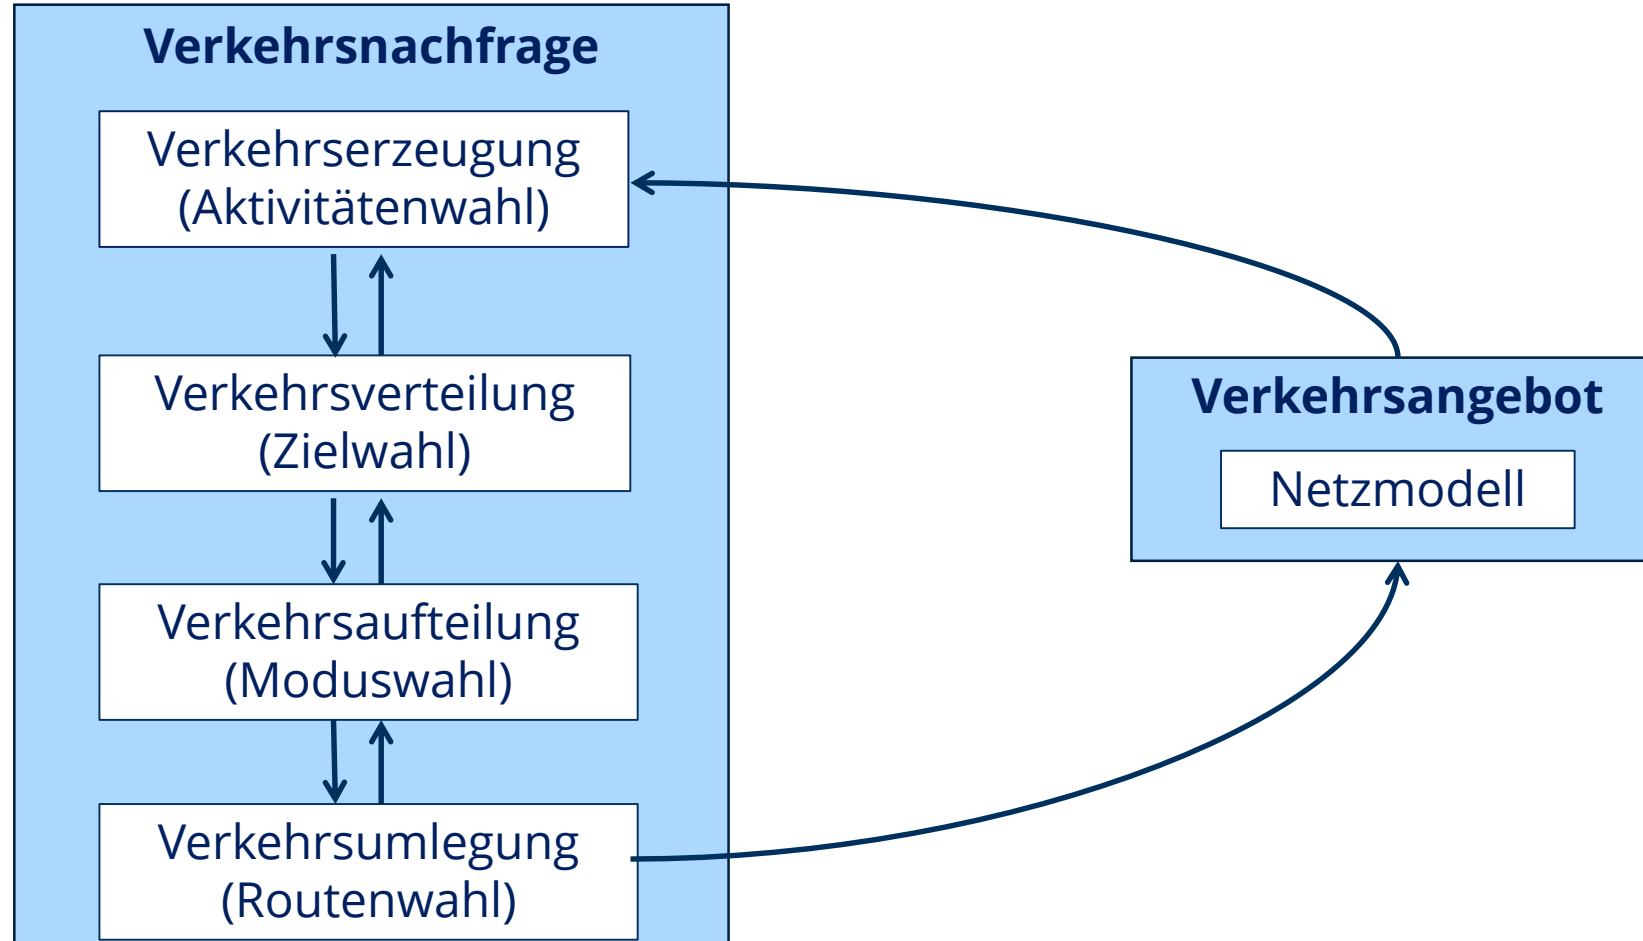 Verkehrsnachfrage
Verkehrserzeugung
(Aktivitätenwahl)
Verkehrsverteilung
(Zielwahl)
Verkehrsaufteilung
(Moduswahl)
Verkehrsumlegung
(Routenwahl)
Verkehrsangebot
Netzmodell